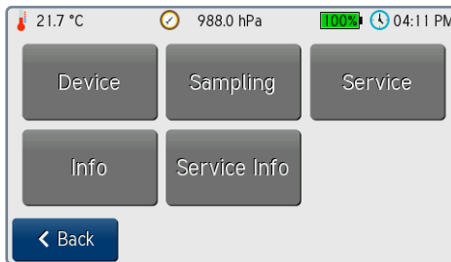 21.7 °C 988.0 hPa 100% 04:11 PM
Device Sampling Service
Info Service Info
Back